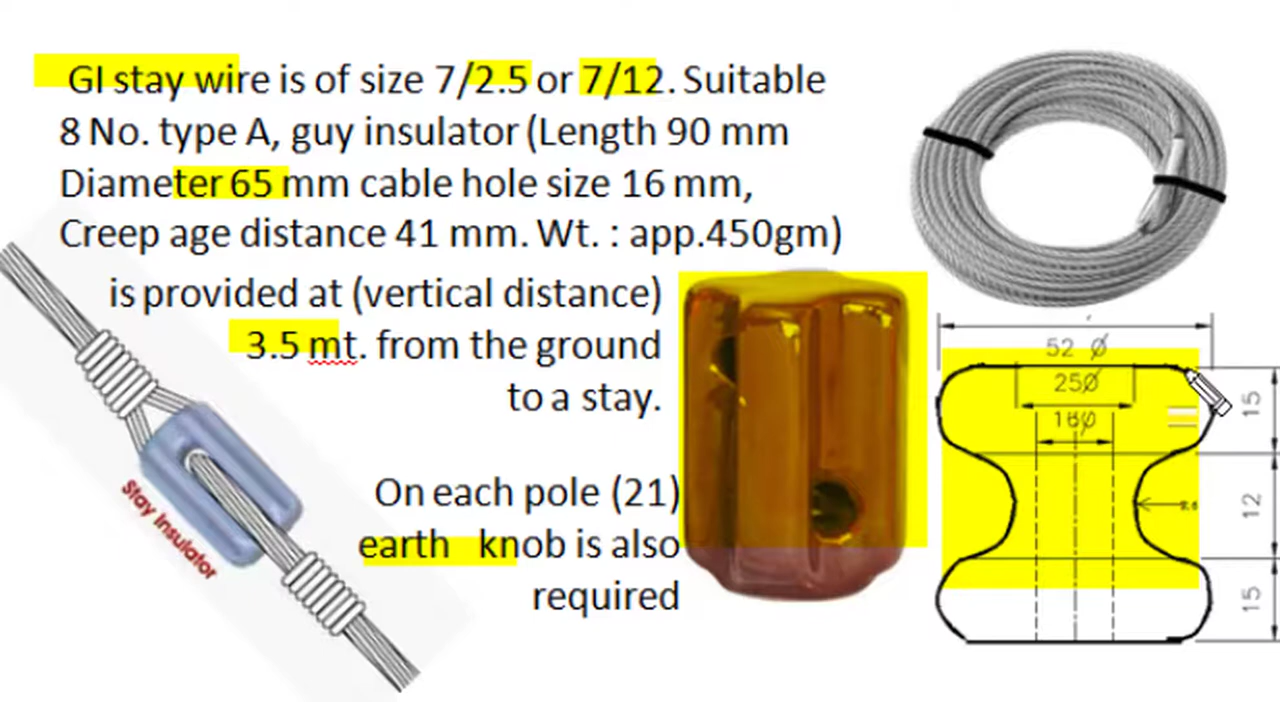 GI stay wire is of size 7/2.5 or 7/12. Suitable
8 No. type A, guy insulator (Length 90 mm
Diameter 65 mm cable hole size 16 mm,
Creep age distance 41 mm. Wt. : app.450gm)
is provided at (vertical distance)
3.5 mt. from the ground
to a stay.
On each pole (21)
earth knob is also
required
Stay Insulator
52 Ø
25Ø
16Ø
15
12
15